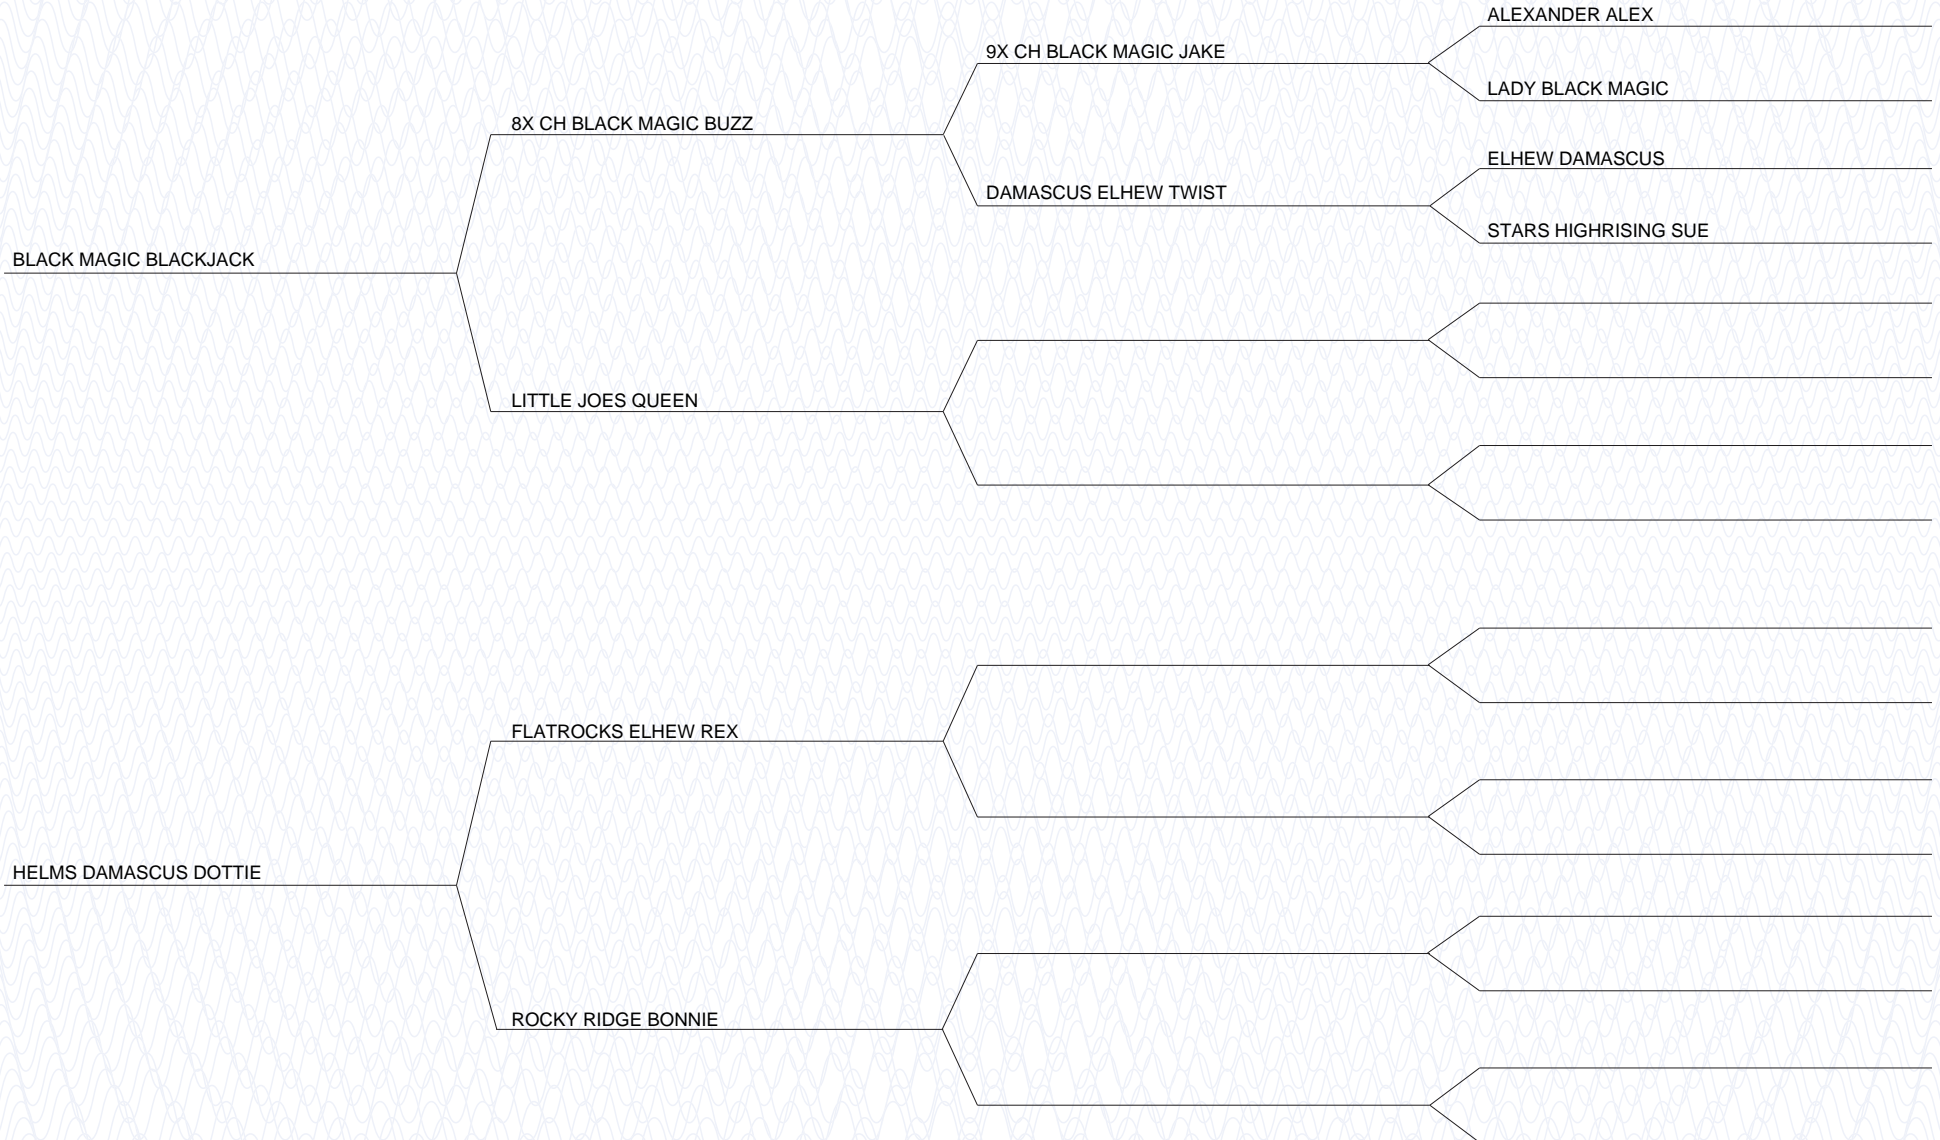 ALEXANDER ALEX
9X CH BLACK MAGIC JAKE
LADY BLACK MAGIC
8X CH BLACK MAGIC BUZZ
ELHEW DAMASCUS
DAMASCUS ELHEW TWIST
STARS HIGHRISING SUE
BLACK MAGIC BLACKJACK
LITTLE JOES QUEEN
FLATROCKS ELHEW REX
HELMS DAMASCUS DOTTIE
ROCKY RIDGE BONNIE